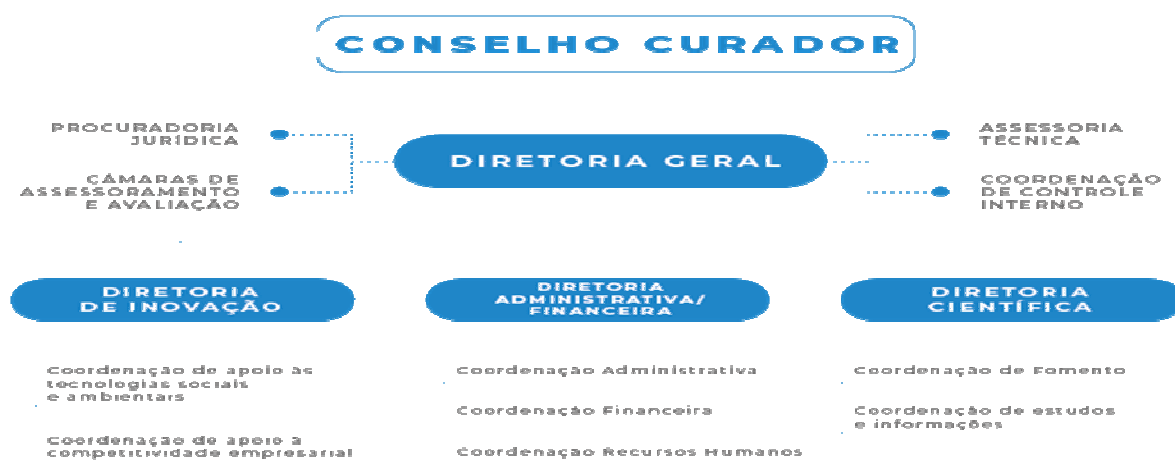 CONSELHO CURADOR
PROCURADORIA
JURÍDICA
CÂMARAS DE
ASSESSORAMENTO
E AVALIAÇÃO
DIRETORIA GERAL
ASSESSORIA
TÉCNICA
COORDENAÇÃO
DE CONTROLE
INTERNO
DIRETORIA
DE INOVAÇÃO
Coordenação de apoio às
tecnologias sociais
e ambientais
Coordenação de apoio à
competitividade empresarial
DIRETORIA
ADMINISTRATIVA/
FINANCEIRA
Coordenação Administrativa
Coordenação Financeira
Coordenação Recursos Humanos
DIRETORIA
CIENTÍFICA
Coordenação de Fomento
Coordenação de estudos
e informações